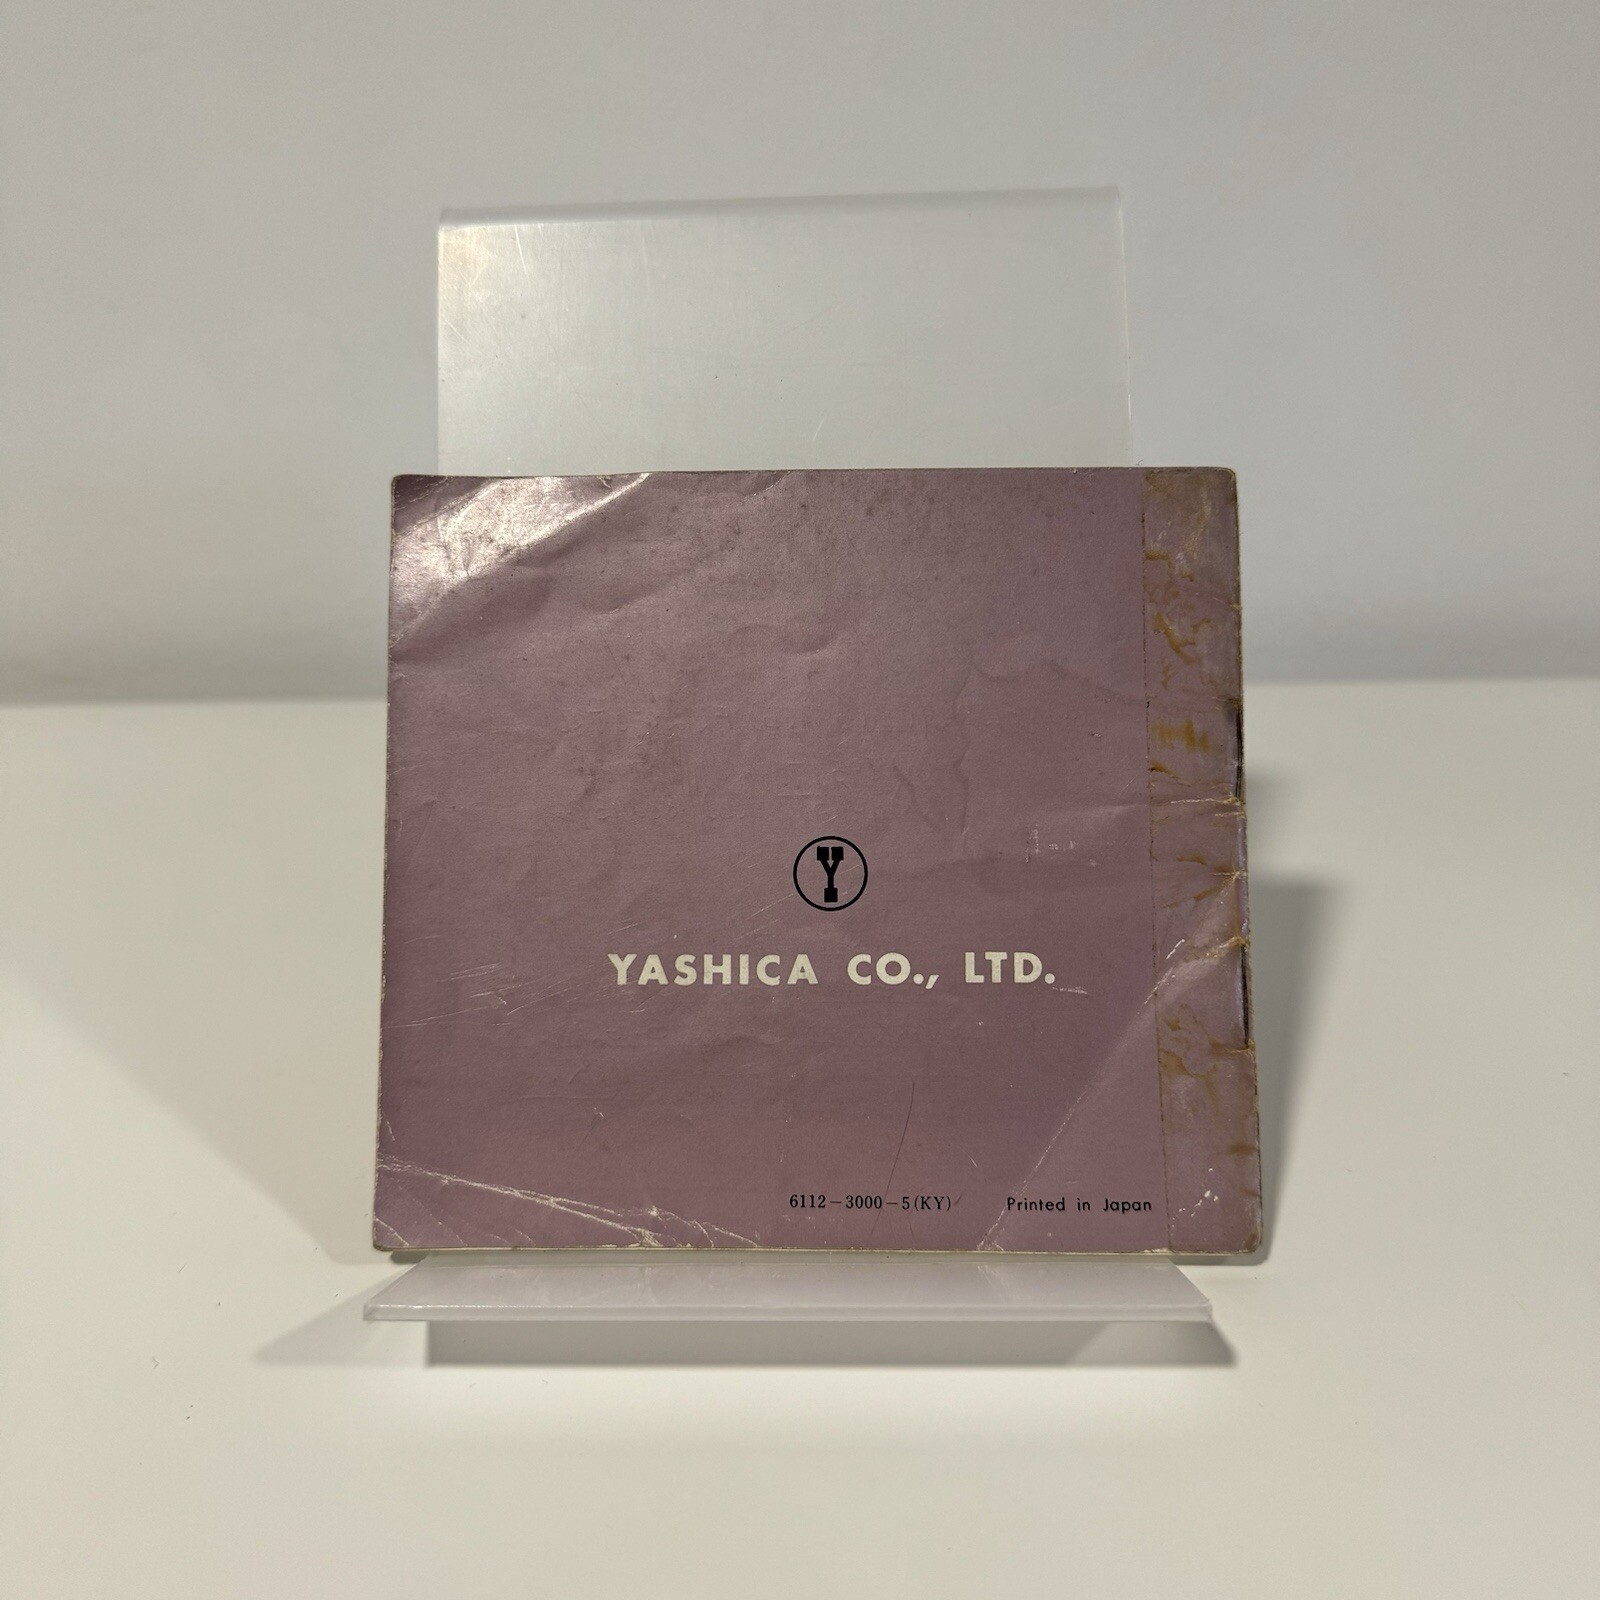 Y
YASHICA CO., LTD.
6112-3000-5(KY) Printed in Japan